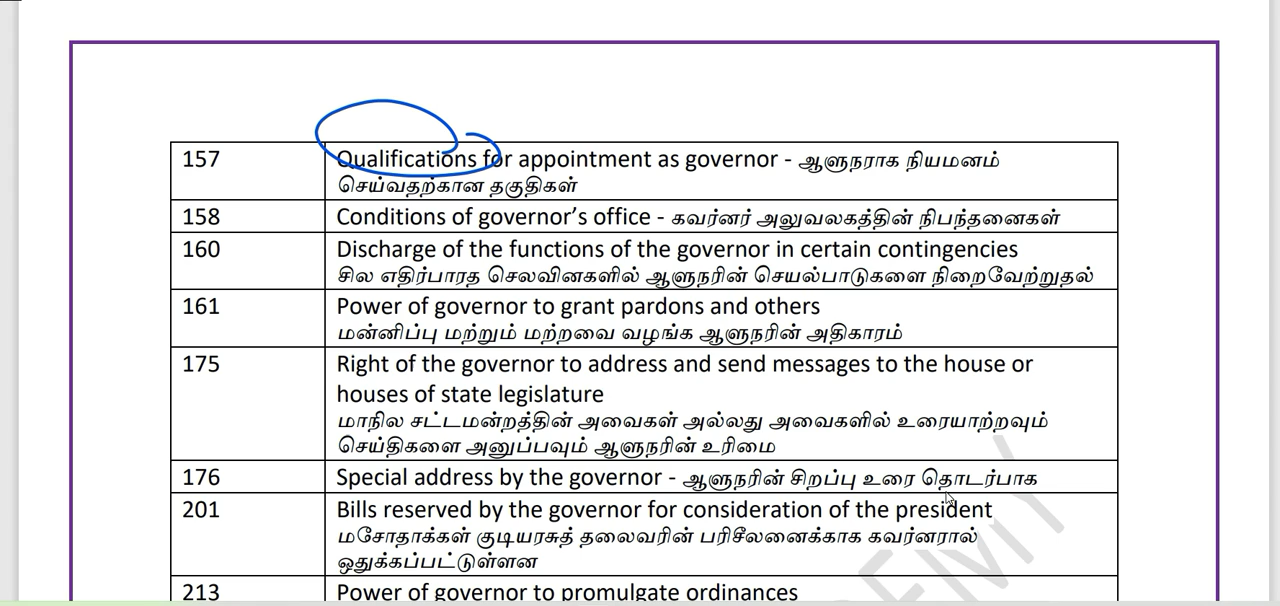 157 Qualifications for appointment as governor - ஆளுநராக நியமனம்
செய்வதற்கான தகுதிகள்
158 Conditions of governor’s office - கவர்னர் அலுவலகத்தின் நிபந்தனைகள்
160 Discharge of the functions of the governor in certain contingencies
சில எதிர்பாரத செலவினகளில் ஆளுநரின் செயல்பாடுகளை நிறைவேற்றுதல்
161 Power of governor to grant pardons and others
மன்னிப்பு மற்றும் மற்றவை வழங்க ஆளுநரின் அதிகாரம்
175 Right of the governor to address and send messages to the house or
houses of state legislature
மாநில சட்டமன்றத்தின் அவைகள் அல்லது அவைகளில் உரையாற்றவும்
செய்திகளை அனுப்பவும் ஆளுநரின் உரிமை
176 Special address by the governor - ஆளுநரின் சிறப்பு உரை தொடர்பாக
201 Bills reserved by the governor for consideration of the president
மசோதாக்கள் குடியரசுத் தலைவரின் பரிசீலனைக்காக கவர்னரால்
ஒதுக்கப்பட்டுள்ளன
213 Power of governor to promulgate ordinances